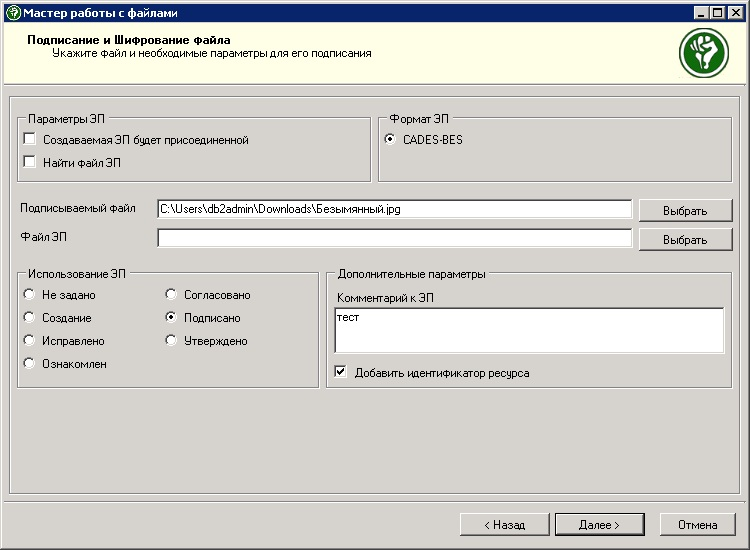 Мастер работы с файлами
Подписание и Шифрование файла
Укажите файл и необходимые параметры для его подписания
Параметры ЭП
Создаваемая ЭП будет присоединенной
Найти файл ЭП
Формат ЭП
CADES-BES
Подписываемый файл
C:\Users\db2admin\Downloads\Безымянный.jpg
Выбрать
Файл ЭП
Выбрать
Использование ЭП
Не задано
Согласовано
Создание
Подписано
Исправлено
Утверждено
Ознакомлен
Дополнительные параметры
Комментарий к ЭП
тест
Добавить идентификатор ресурса
< Назад
Далее >
Отмена